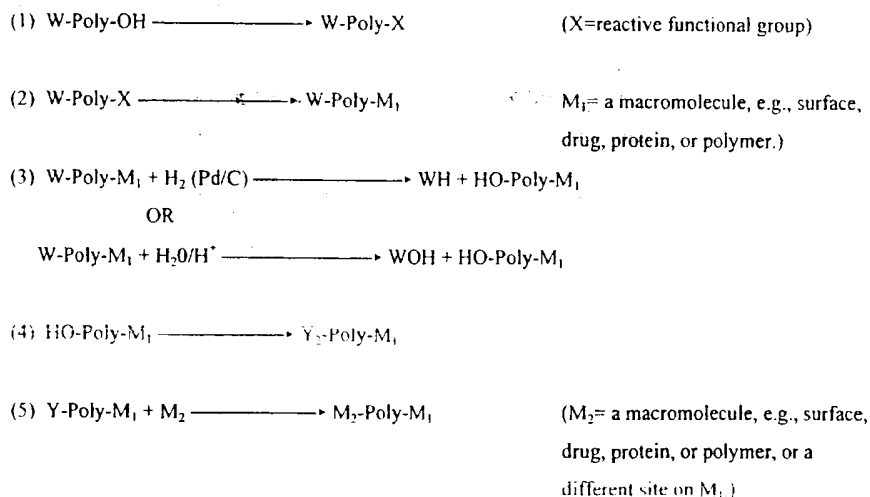 (1) W-Poly-OH ⟶ W-Poly-X (X=reactive functional group)
(2) W-Poly-X ⟶ W-Poly-M₁ M₁= a macromolecule, e.g., surface,
drug, protein, or polymer.)
(3) W-Poly-M₁ + H₂ (Pd/C) ⟶ WH + HO-Poly-M₁
OR
W-Poly-M₁ + H₂0/H⁺ ⟶ WOH + HO-Poly-M₁
(4) HO-Poly-M₁ ⟶ Y₂-Poly-M₁
(5) Y-Poly-M₁ + M₂ ⟶ M₂-Poly-M₁ (M₂= a macromolecule, e.g., surface,
drug, protein, or polymer, or a
different site on M₁.)